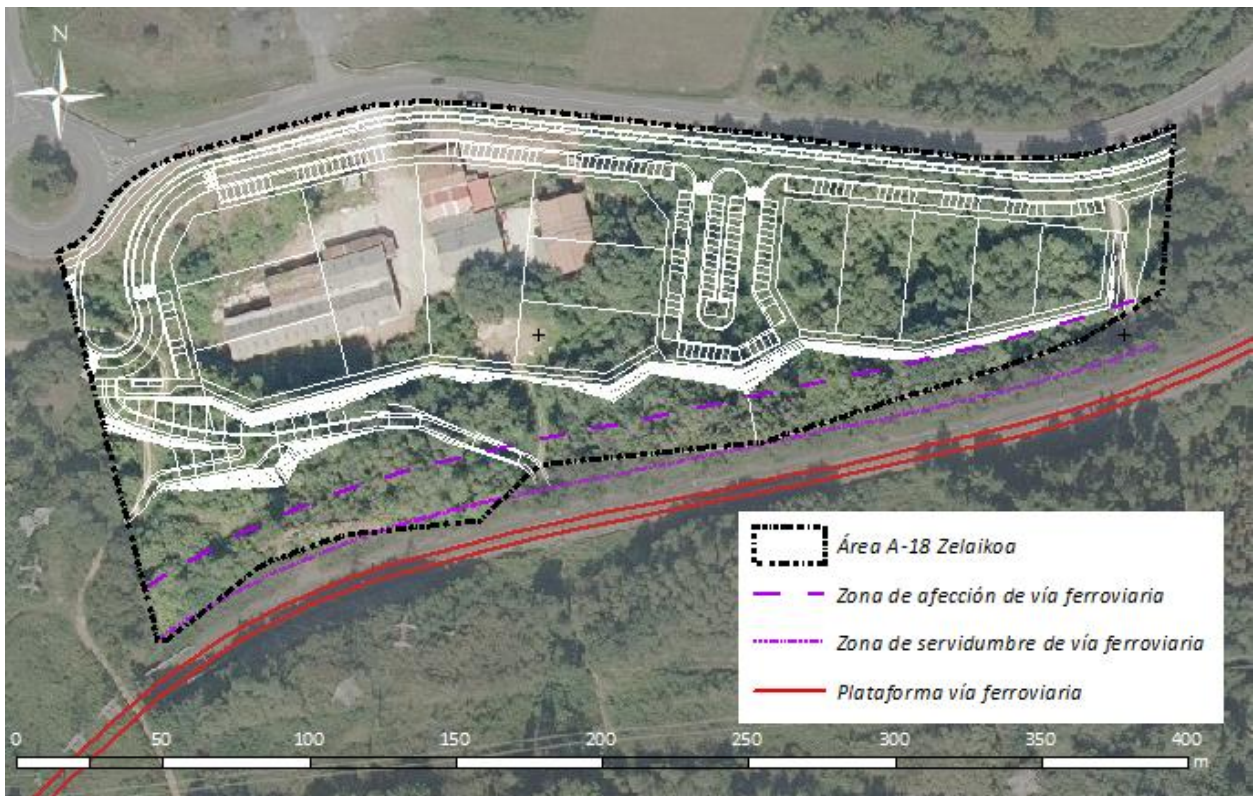 N
Área A-18 Zelaikoa
Zona de afección de vía ferroviaria
Zona de servidumbre de vía ferroviaria
Plataforma vía ferroviaria
0 50 100 150 200 250 300 350 400
m